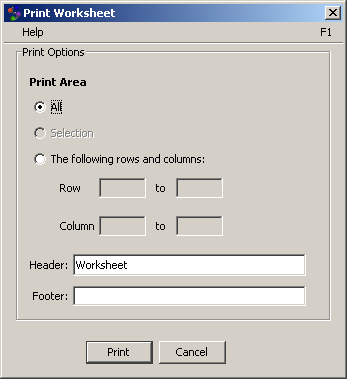 Print Worksheet
Help F1
Print Options
Print Area
All
Selection
The following rows and columns:
Row to
Column to
Header: Worksheet
Footer:
Print Cancel